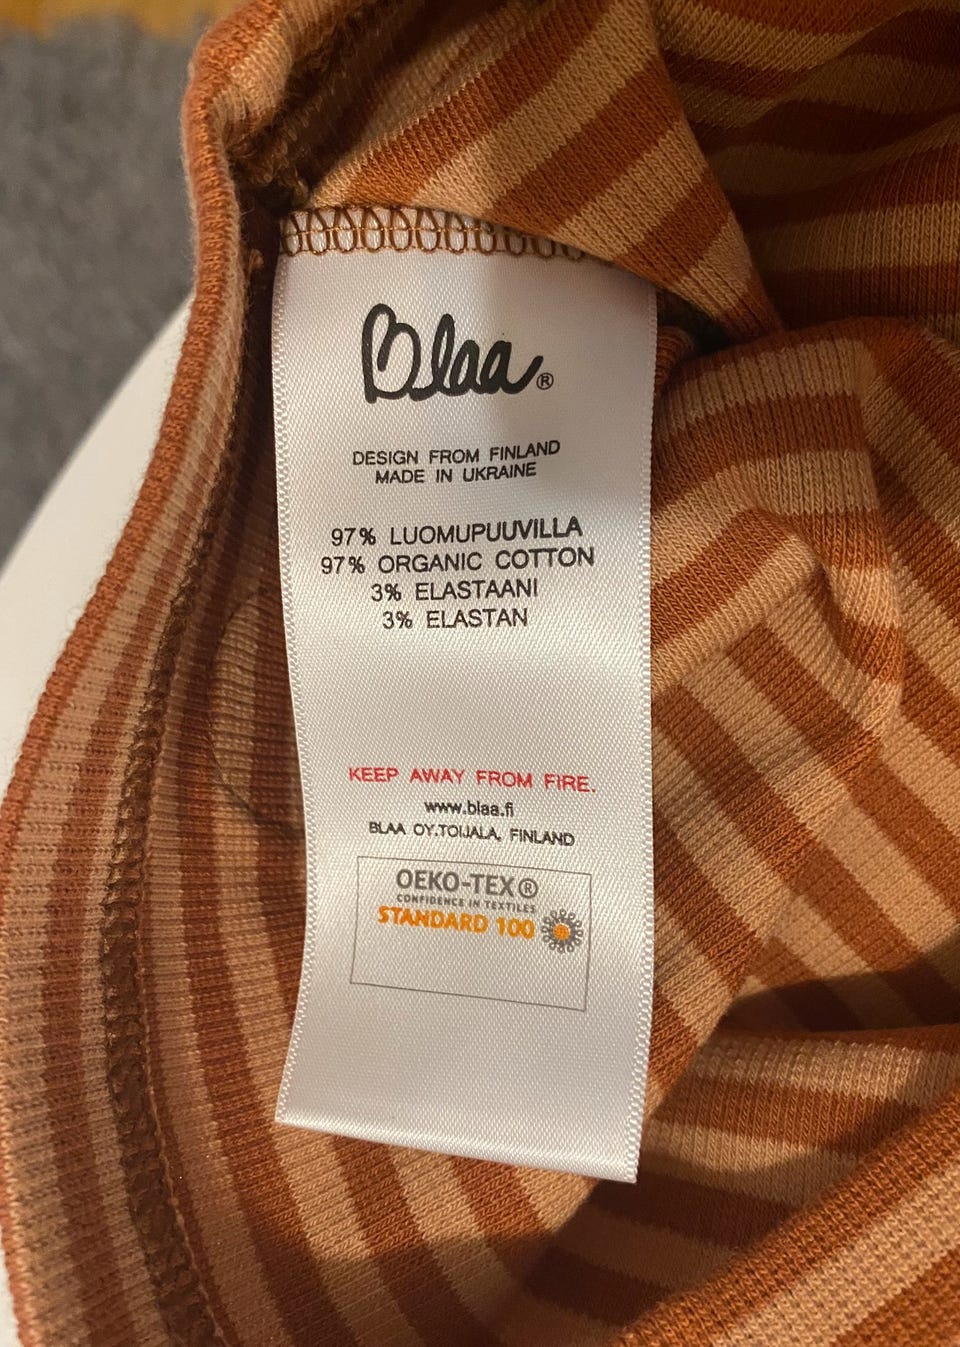 Blaa®
DESIGN FROM FINLAND
MADE IN UKRAINE
97% LUOMUPUUVILLA
97% ORGANIC COTTON
3% ELASTAANI
3% ELASTAN
KEEP AWAY FROM FIRE.
www.blaa.fi
BLAA OY.TOIJALA, FINLAND
OEKO-TEX®
CONFIDENCE IN TEXTILES
STANDARD 100